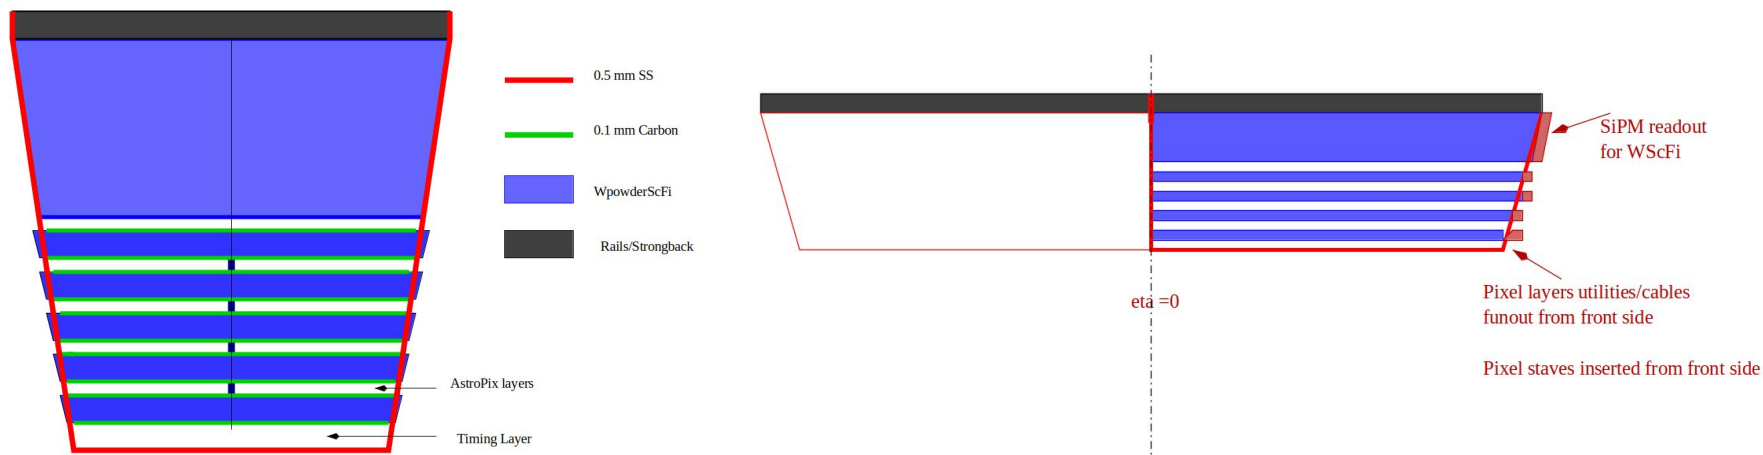 0.5 mm SS
0.1 mm Carbon
WpowderScFi
Rails/Strongback
AstroPix layers
Timing Layer
SiPM readout
for WScFi
eta =0
Pixel layers utilities/cables
funout from front side
Pixel staves inserted from front side